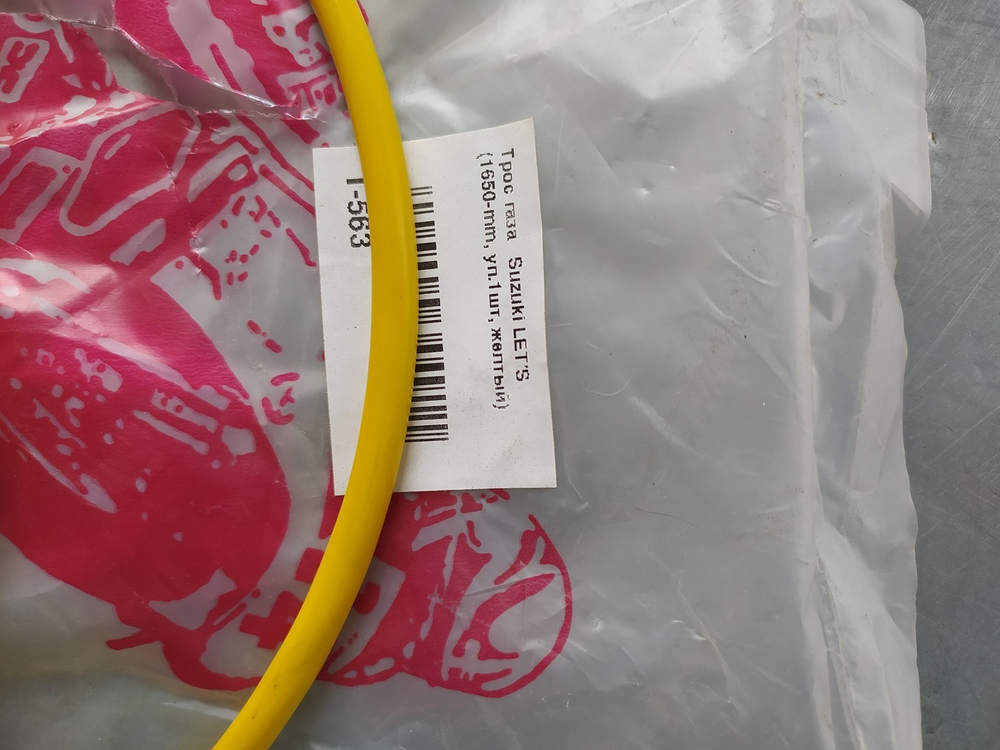 Трос газа Suzuki LET'S
(1650-mm, уп.1шт, желтый)
Т-563